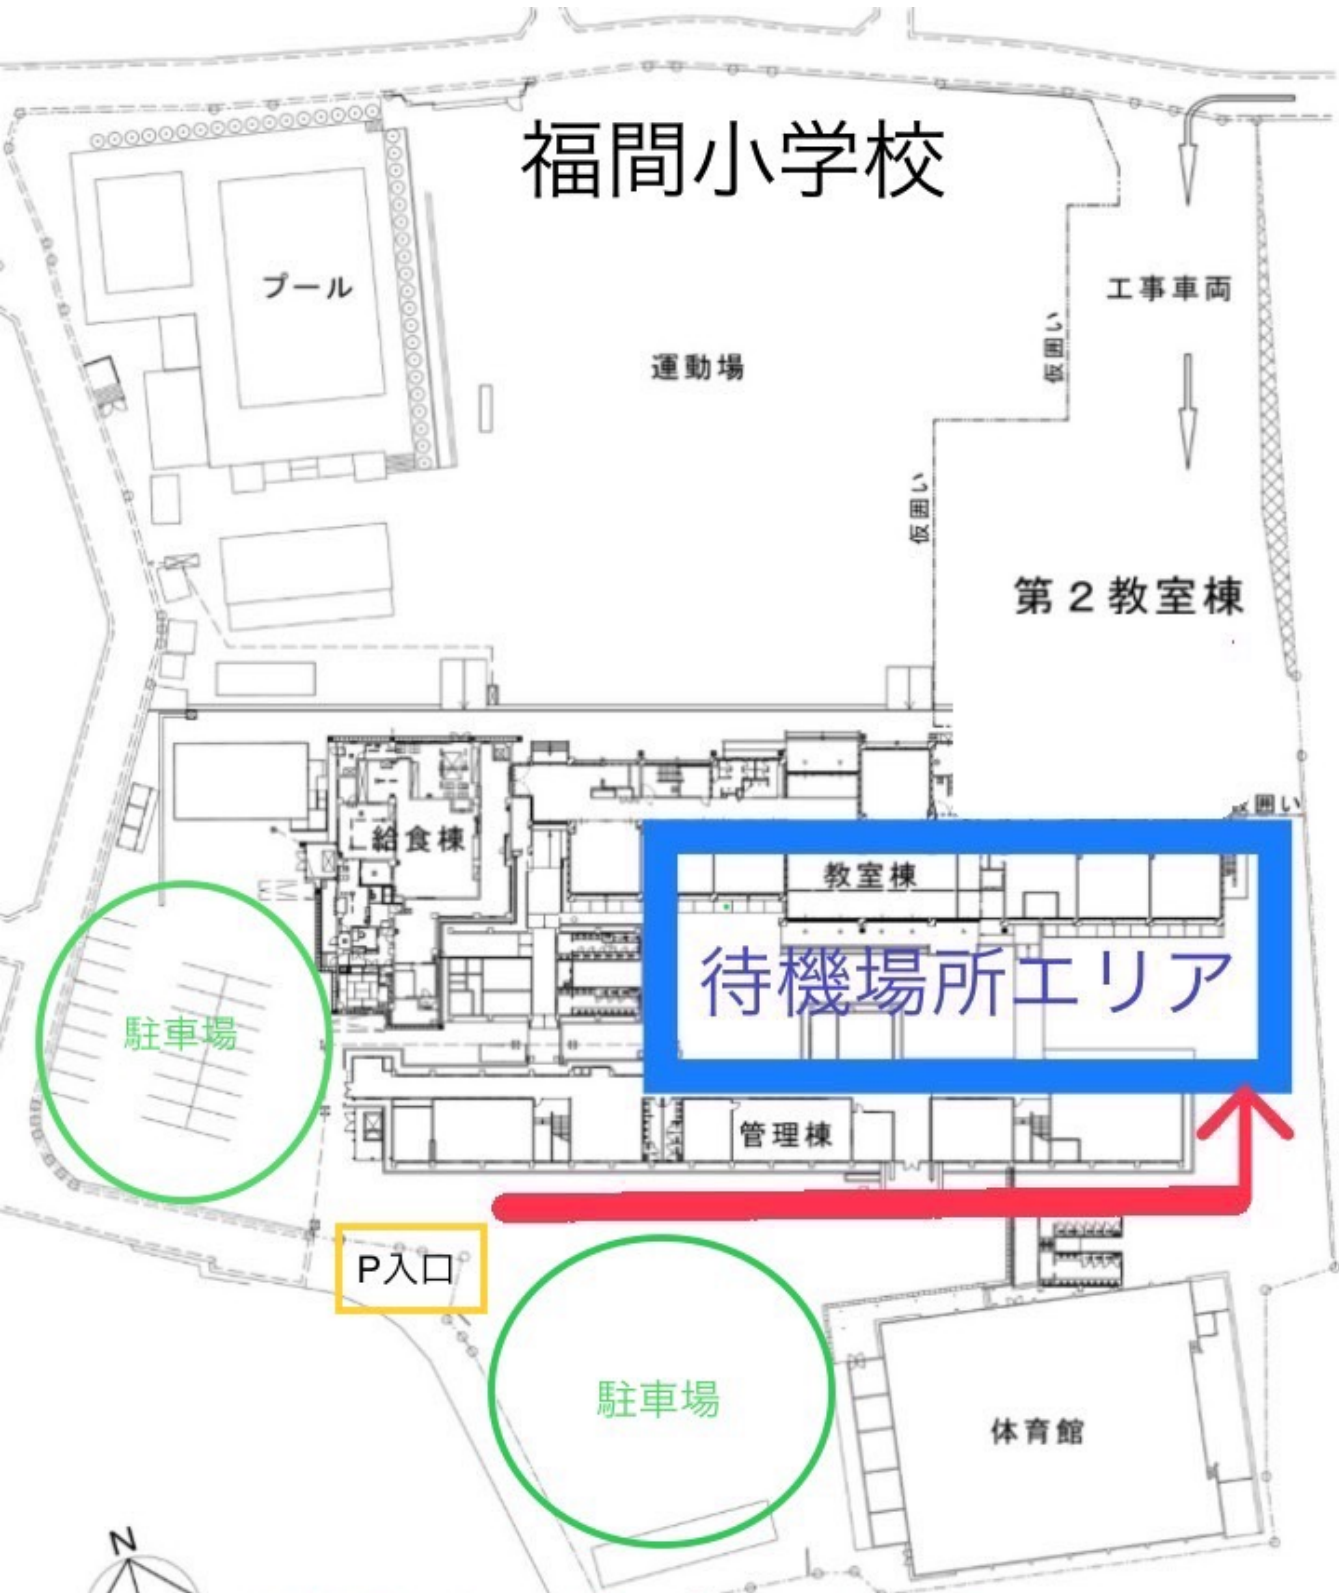 福間小学校
プール
工事車両
運動場
仮囲い
仮囲い
第２教室棟
囲い
給食棟
教室棟
待機場所エリア
駐車場
管理棟
P入口
駐車場
体育館
N